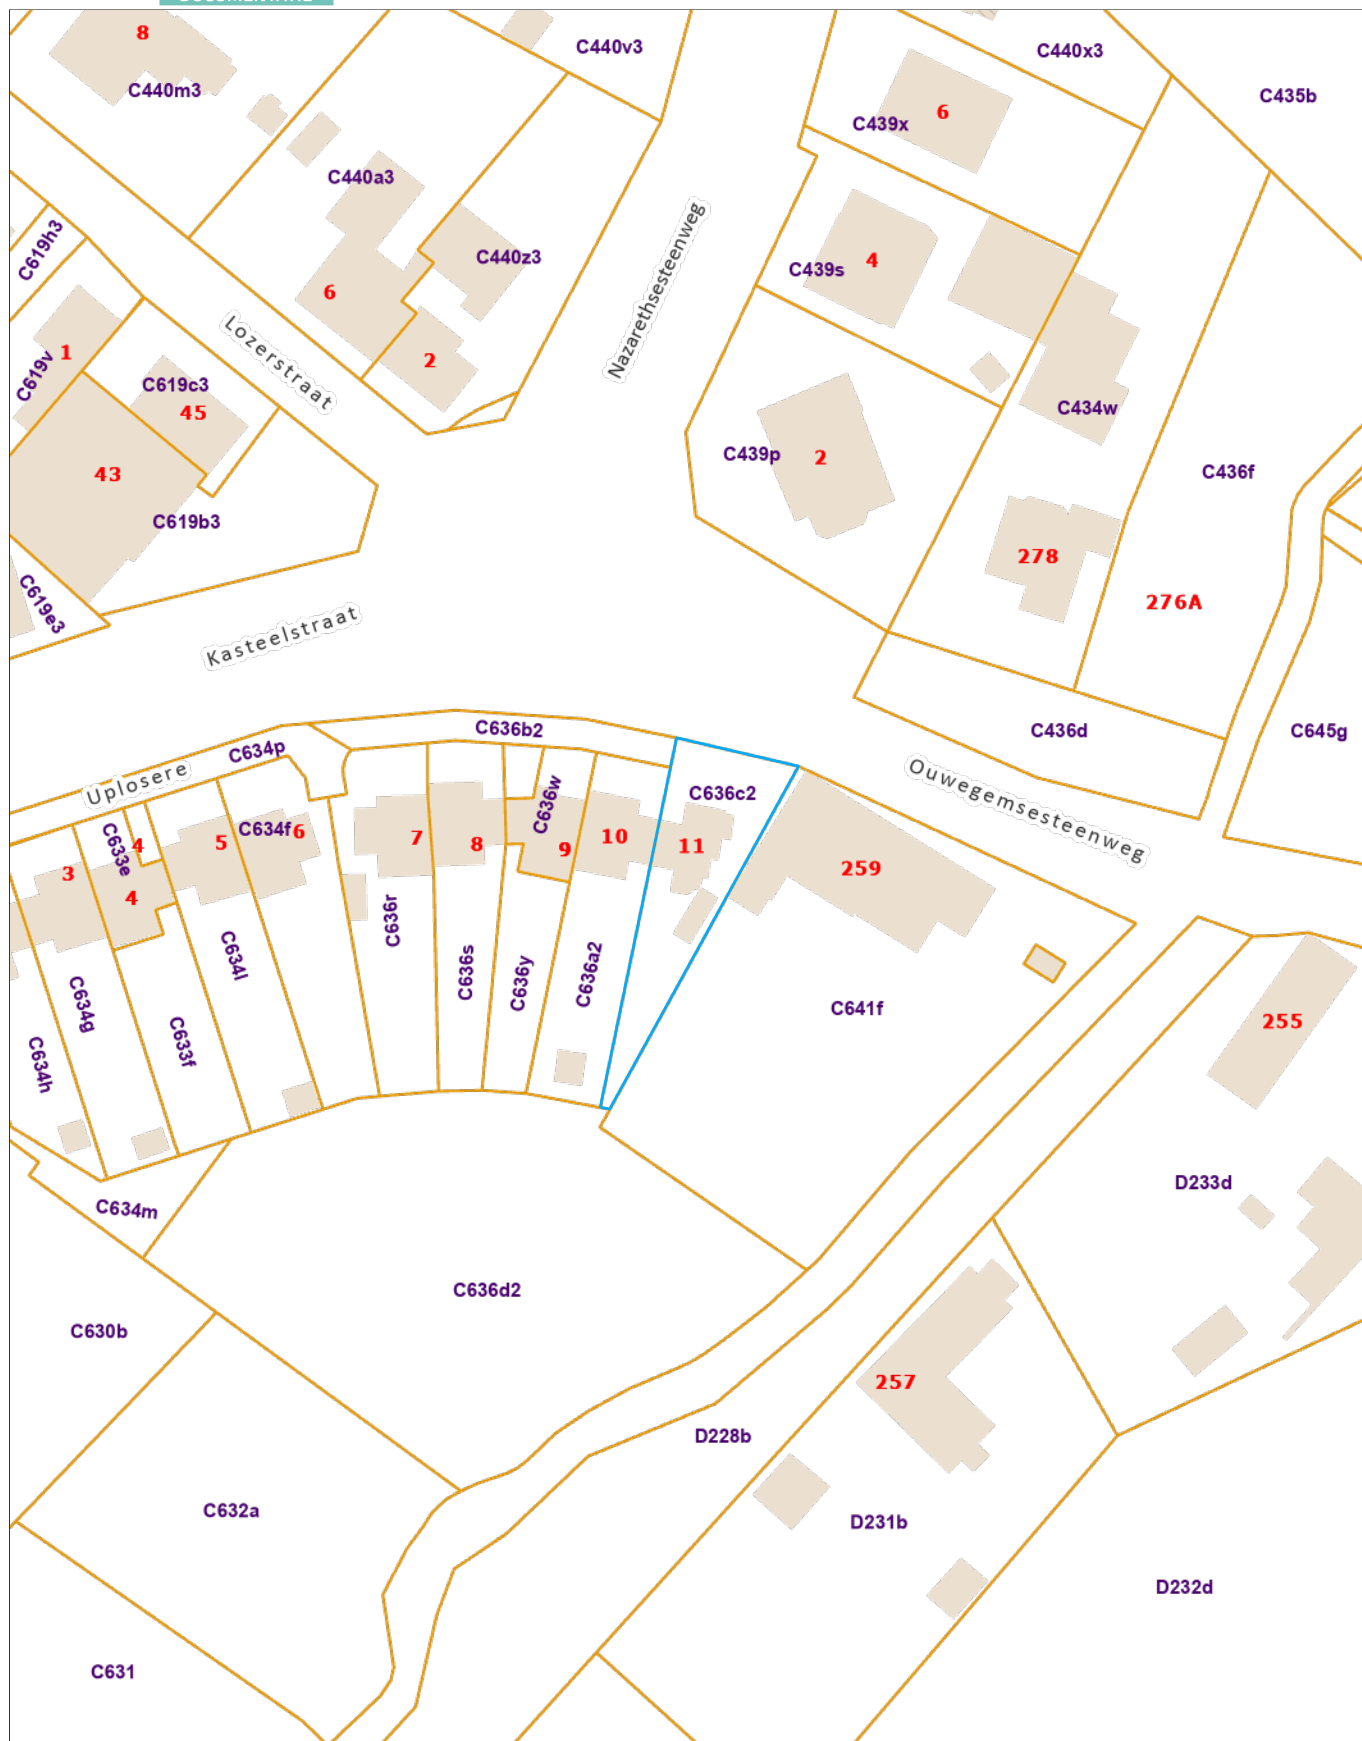 8
C440m3
C440v3
C440x3
C435b
6
C439x
C440a3
C440z3
Nazarethsesteenweg
C619h3
4
C439s
6
Lozerstraat
2
1
C619v
C619c3
45
C434w
43
C439p
2
C436f
C619b3
278
C619e3
276A
Kasteelstraat
C636b2
C436d
C645g
C634p
Uplosere
Ouwegemsesteenweg
C636w
C636c2
C633e
4
5
C634f
6
7
8
9
10
11
3
4
259
C634l
C636r
C636s
C636y
C636a2
C634g
C633f
C634h
C641f
255
D233d
C634m
C636d2
C630b
257
D228b
C632a
D231b
D232d
C631